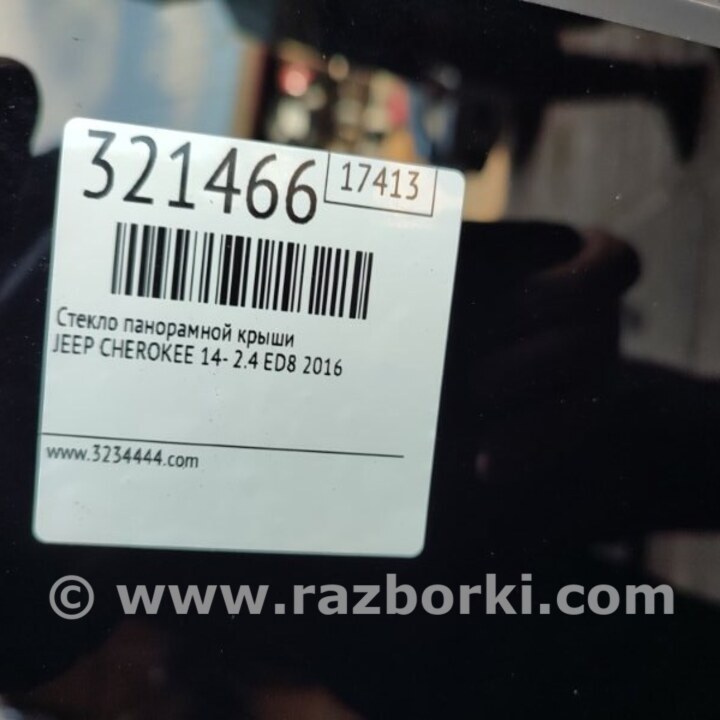 321466
17413
Стекло панорамной крыши
JEEP CHEROKEE 14- 2.4 ED8 2016
www.3234444.com
© www.razborki.com